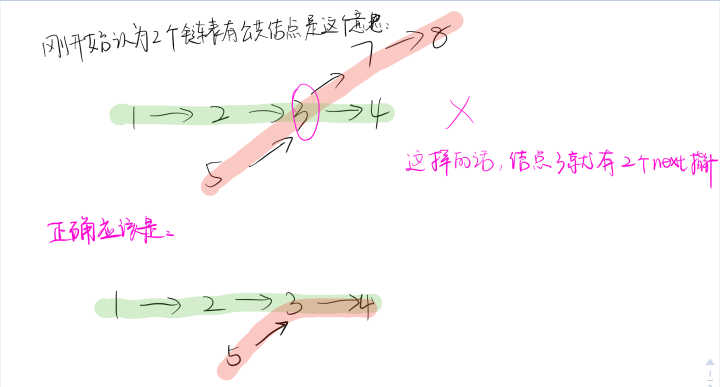 刚开始认为2个链表有公共结点是这个意思:
7 → 8
1 → 2 → 3 → 4 ×
5
这样的话,结点3就有2个next指针
正确应该是:
1 → 2 → 3 → 4
5